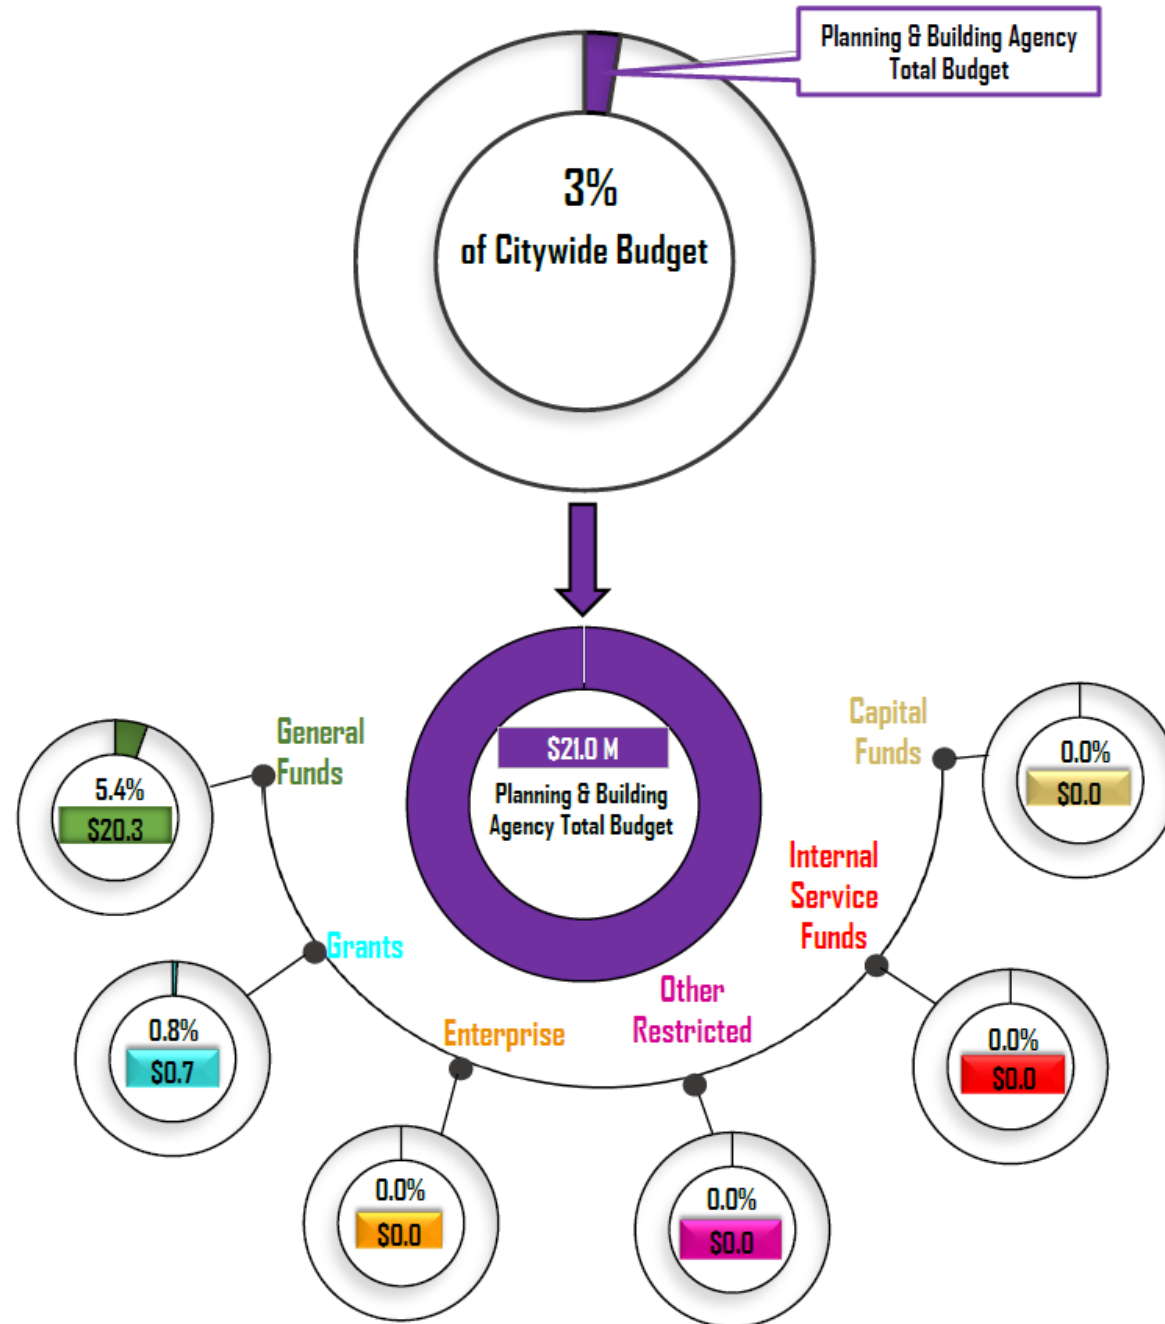 Planning & Building Agency
Total Budget
3%
of Citywide Budget
$21.0 M
Planning & Building
Agency Total Budget
General
Funds
5.4%
$20.3
Grants
0.8%
$0.7
Enterprise
0.0%
$0.0
Other
Restricted
0.0%
$0.0
Internal
Service
Funds
0.0%
$0.0
Capital
Funds
0.0%
$0.0